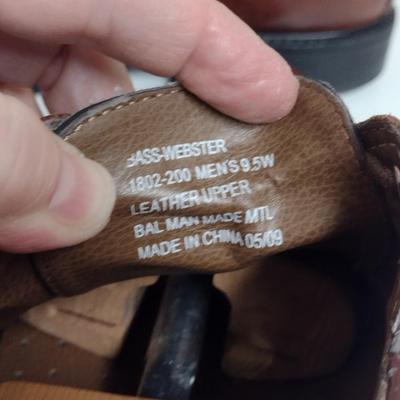 BASS-WEBSTER
1802-200 MEN'S 9.5W
LEATHER UPPER
BAL MAN MADE MTL
MADE IN CHINA 05/09